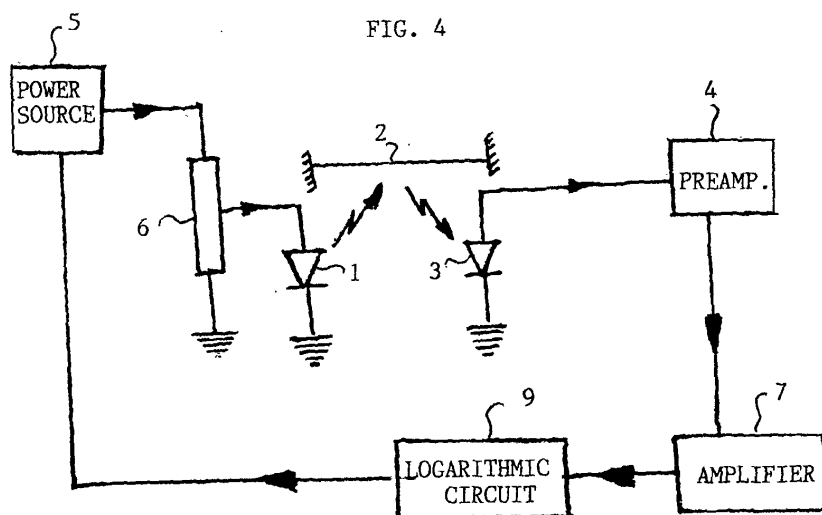 FIG. 4
5
POWER
SOURCE
4
2
PREAMP.
6
1
3
9
7
LOGARITHMIC
CIRCUIT
AMPLIFIER